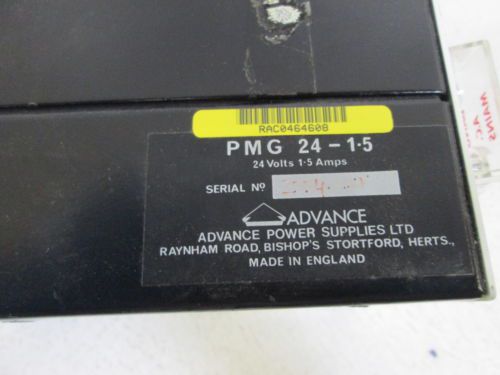 RAC0464608
PMG 24-1·5
24 Volts 1·5 Amps
SERIAL Nº
ADVANCE
ADVANCE POWER SUPPLIES LTD
RAYNHAM ROAD, BISHOP'S STORTFORD, HERTS.,
MADE IN ENGLAND
A.C.
MAINS